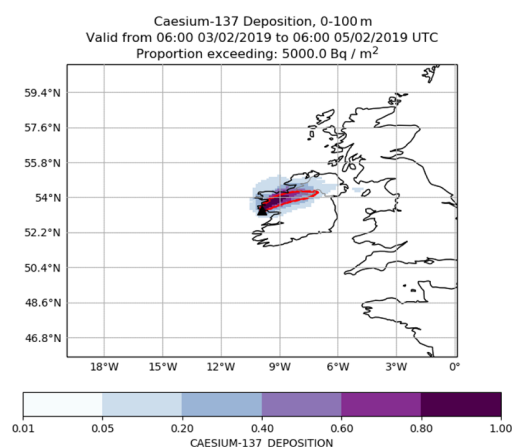 Caesium-137 Deposition, 0-100 m
Valid from 06:00 03/02/2019 to 06:00 05/02/2019 UTC
Proportion exceeding: 5000.0 Bq / m²
59.4°N
57.6°N
55.8°N
54°N
52.2°N
50.4°N
48.6°N
46.8°N
18°W 15°W 12°W 9°W 6°W 3°W 0°
0.01 0.05 0.20 0.40 0.60 0.80 1.00
CAESIUM-137 DEPOSITION